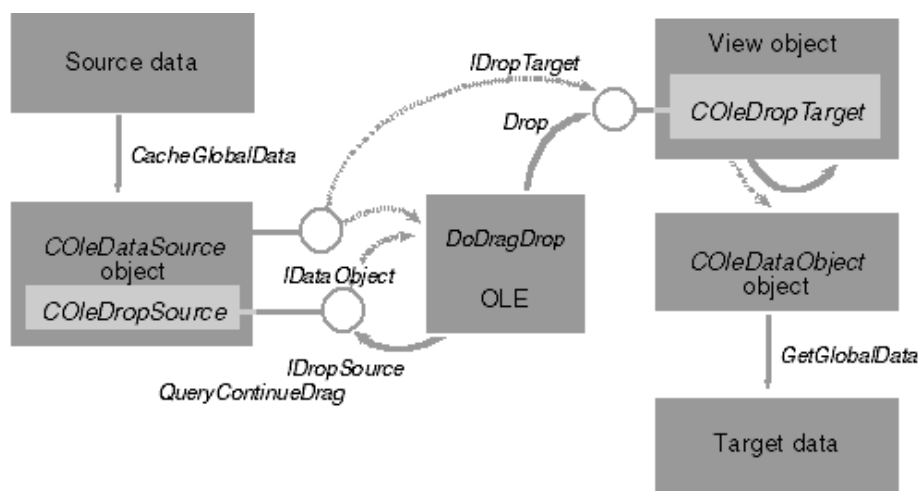 Source data
CacheGlobalData
COleDataSource
object
COleDropSource
IDropTarget
Drop
IDataObject
IDropSource
QueryContinueDrag
DoDragDrop
OLE
View object
COleDropTarget
COleDataObject
object
GetGlobalData
Target data